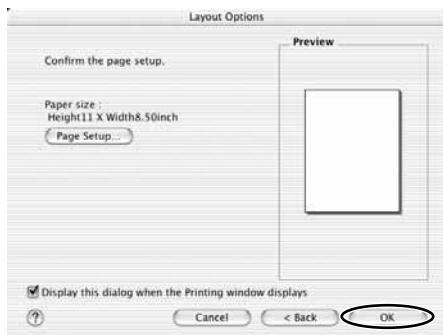 Layout Options
Preview
Confirm the page setup.
Paper size :
Height11 X Width8.50inch
Page Setup...
Display this dialog when the Printing window displays
?
Cancel
< Back
OK